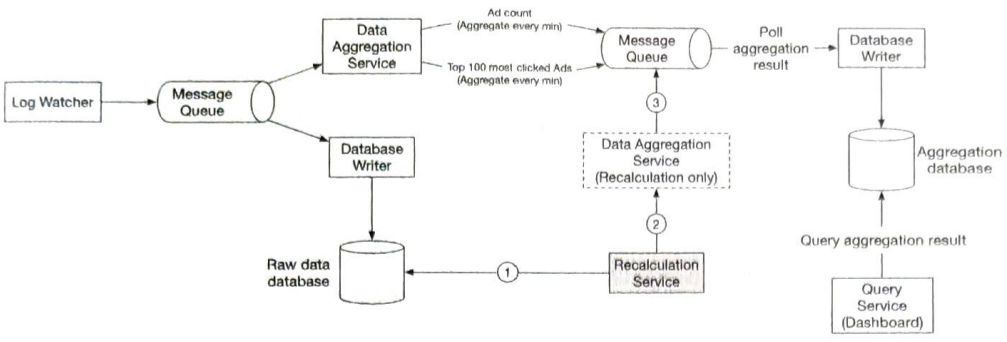 Log Watcher
Message
Queue
Data
Aggregation
Service
Ad count
(Aggregate every min)
Top 100 most clicked Ads
(Aggregate every min)
Message
Queue
Poll
aggregation
result
Database
Writer
Database
Writer
Raw data
database
1
Recalculation
Service
2
Data Aggregation
Service
(Recalculation only)
3
Aggregation
database
Query aggregation result
Query
Service
(Dashboard)